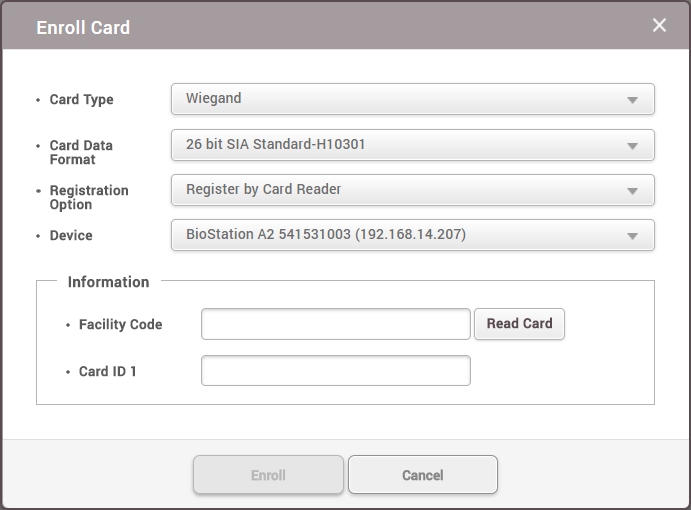 Enroll Card
• Card Type
Wiegand
• Card Data
Format
26 bit SIA Standard-H10301
• Registration
Option
Register by Card Reader
• Device
BioStation A2 541531003 (192.168.14.207)
Information
• Facility Code
Read Card
• Card ID 1
Enroll
Cancel